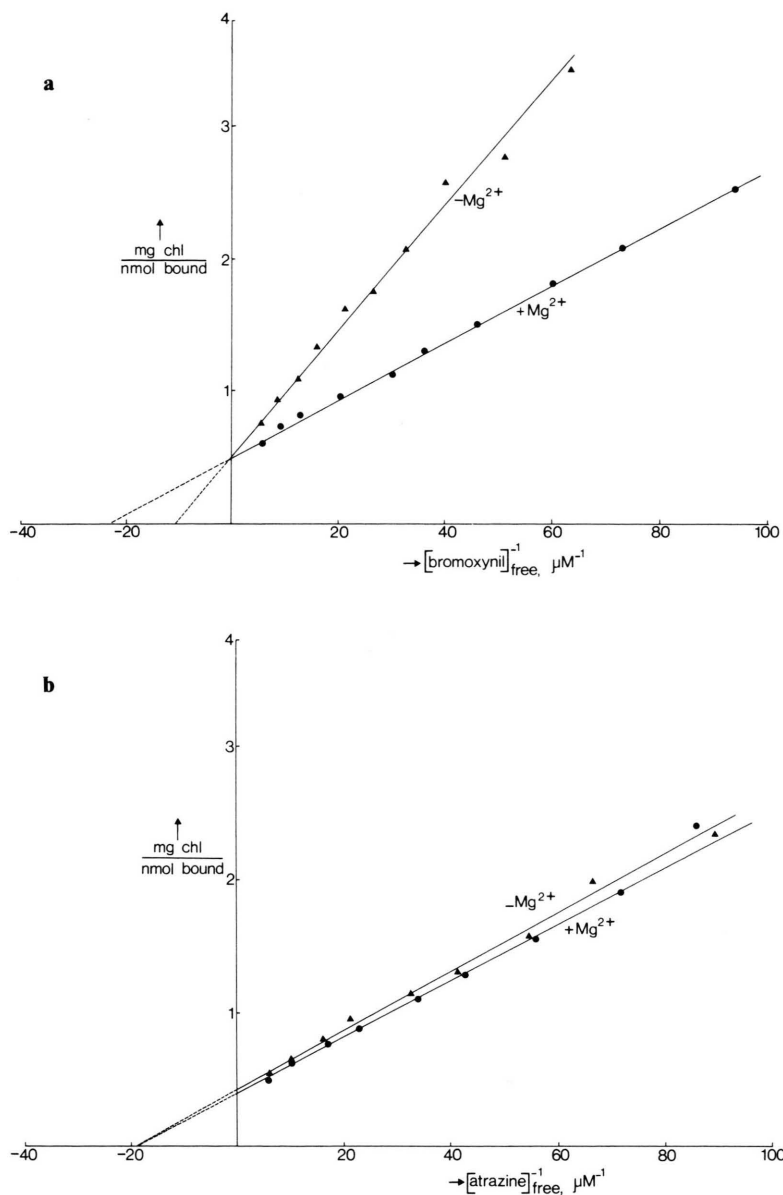 a
4
3
2
1
mg chl
nmol bound
−Mg²⁺
+Mg²⁺
−40 −20 0 20 40 60 80 100
→[bromoxynil]⁻¹free, µM⁻¹
b
4
3
2
1
mg chl
nmol bound
−Mg²⁺
+Mg²⁺
−40 −20 0 20 40 60 80 100
→[atrazine]⁻¹free, µM⁻¹